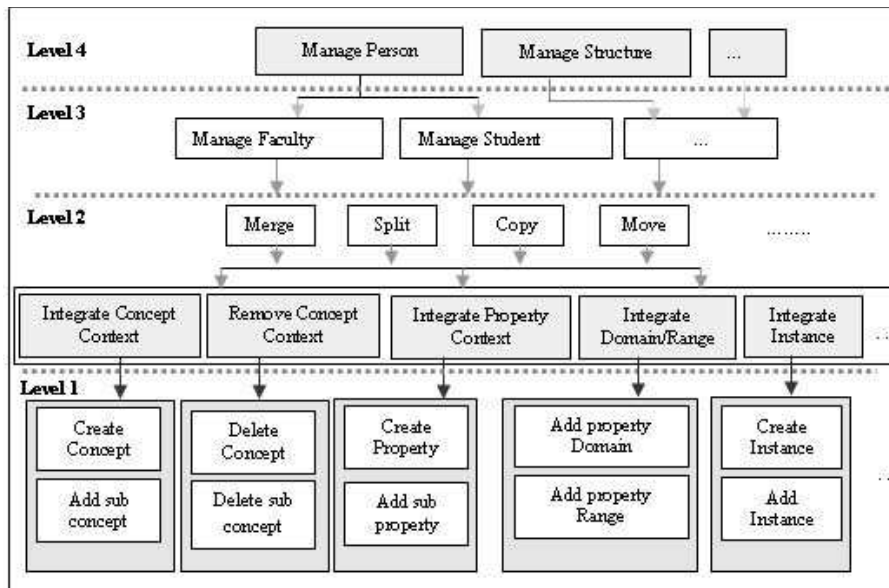 Level 4
Manage Person
Manage Structure
...
Level 3
Manage Faculty
Manage Student
...
Level 2
Merge
Split
Copy
Move
........
Integrate Concept
Context
Remove Concept
Context
Integrate Property
Context
Integrate
Domain/Range
Integrate
Instance
...
Level 1
Create
Concept
Add sub
concept
Delete
Concept
Delete sub
concept
Create
Property
Add sub
property
Add property
Domain
Add property
Range
Create
Instance
Add
Instance
...